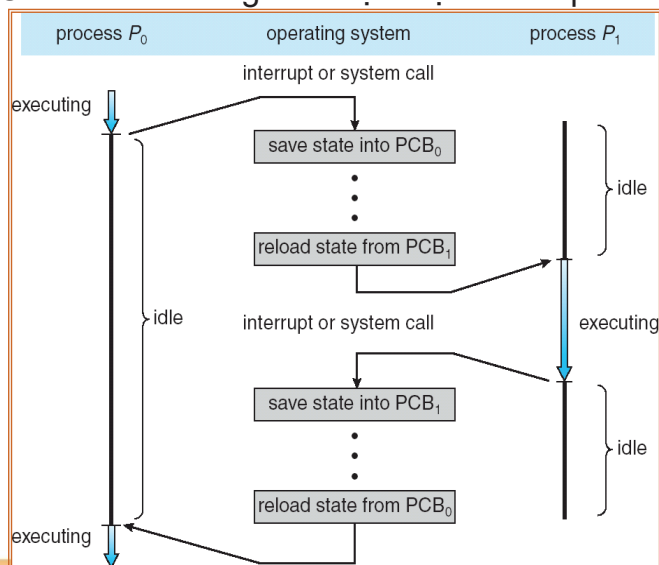 process P₀ operating system process P₁
interrupt or system call
executing
save state into PCB₀
idle
reload state from PCB₁
idle
interrupt or system call
executing
save state into PCB₁
idle
reload state from PCB₀
executing